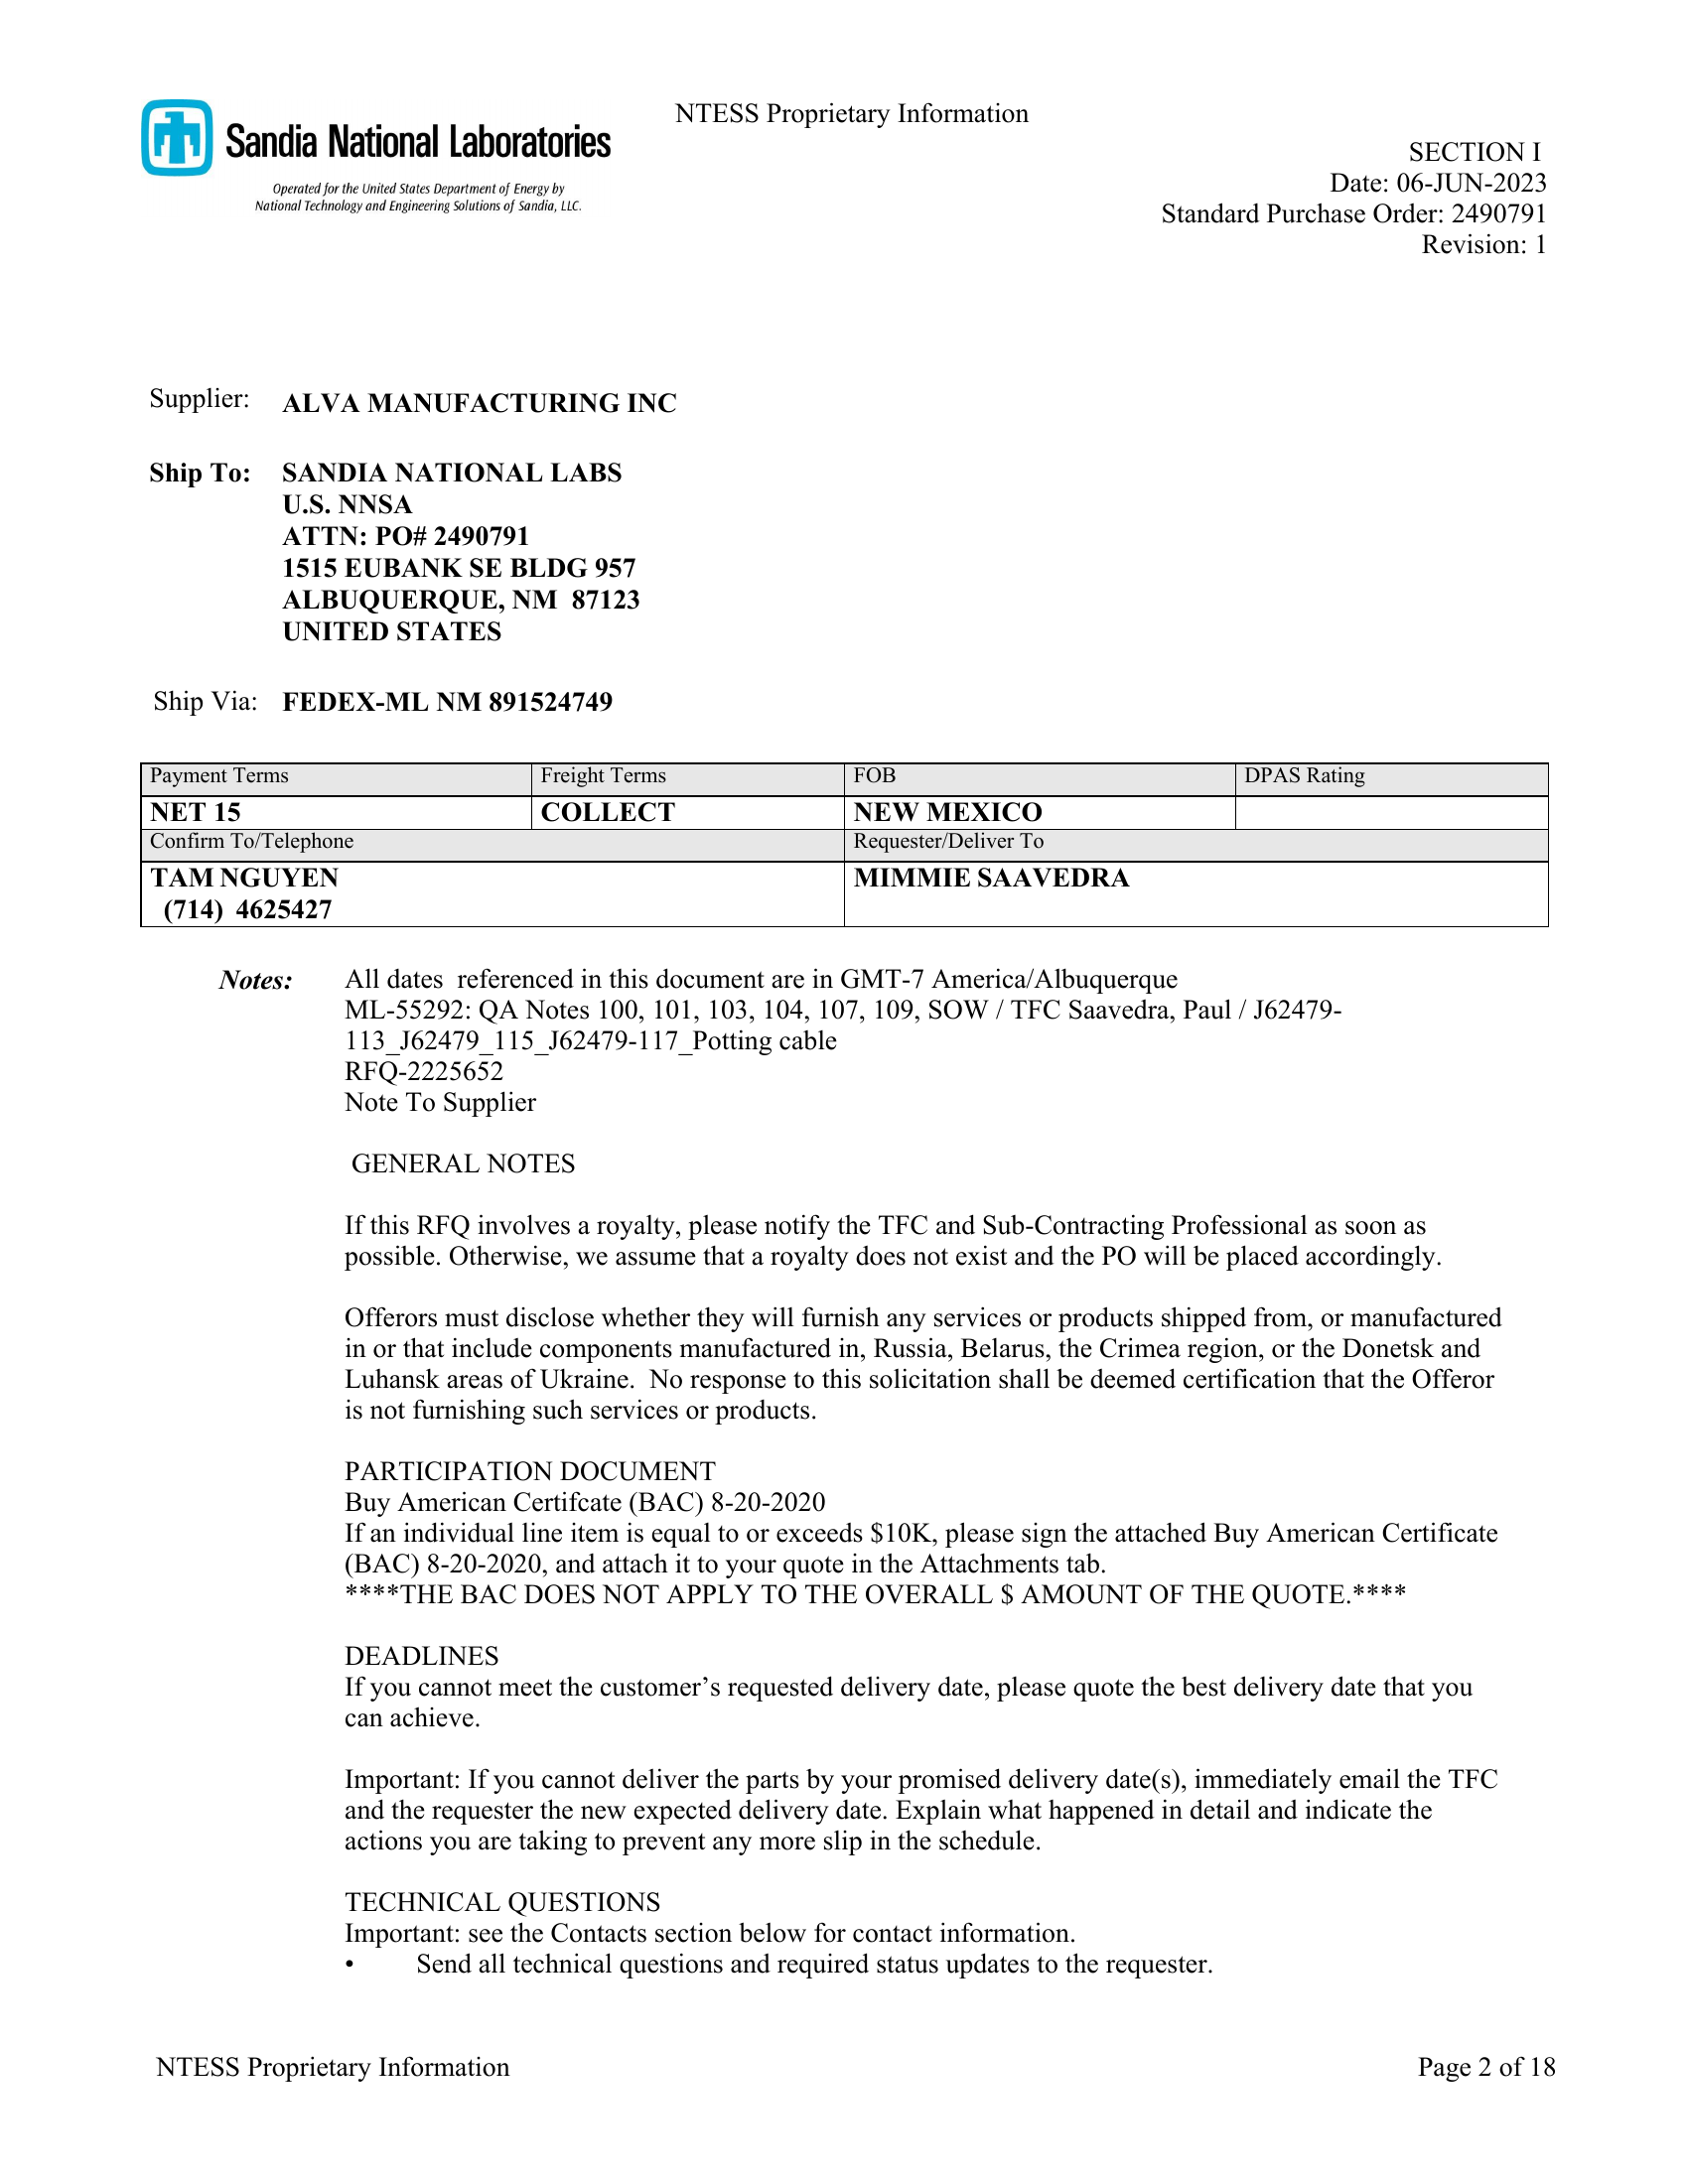 NTESS Proprietary Information
Sandia National Laboratories
Operated for the United States Department of Energy by
National Technology and Engineering Solutions of Sandia, LLC.
SECTION I
Date: 06-JUN-2023
Standard Purchase Order: 2490791
Revision: 1
Supplier: ALVA MANUFACTURING INC
Ship To: SANDIA NATIONAL LABS
U.S. NNSA
ATTN: PO# 2490791
1515 EUBANK SE BLDG 957
ALBUQUERQUE, NM 87123
UNITED STATES
Ship Via: FEDEX-ML NM 891524749
Payment Terms Freight Terms FOB DPAS Rating
NET 15 COLLECT NEW MEXICO
Confirm To/Telephone Requester/Deliver To
TAM NGUYEN MIMMIE SAAVEDRA
(714) 4625427
Notes: All dates referenced in this document are in GMT-7 America/Albuquerque
ML-55292: QA Notes 100, 101, 103, 104, 107, 109, SOW / TFC Saavedra, Paul / J62479-
113_J62479_115_J62479-117_Potting cable
RFQ-2225652
Note To Supplier
GENERAL NOTES
If this RFQ involves a royalty, please notify the TFC and Sub-Contracting Professional as soon as
possible. Otherwise, we assume that a royalty does not exist and the PO will be placed accordingly.
Offerors must disclose whether they will furnish any services or products shipped from, or manufactured
in or that include components manufactured in, Russia, Belarus, the Crimea region, or the Donetsk and
Luhansk areas of Ukraine. No response to this solicitation shall be deemed certification that the Offeror
is not furnishing such services or products.
PARTICIPATION DOCUMENT
Buy American Certifcate (BAC) 8-20-2020
If an individual line item is equal to or exceeds $10K, please sign the attached Buy American Certificate
(BAC) 8-20-2020, and attach it to your quote in the Attachments tab.
****THE BAC DOES NOT APPLY TO THE OVERALL $ AMOUNT OF THE QUOTE.****
DEADLINES
If you cannot meet the customer’s requested delivery date, please quote the best delivery date that you
can achieve.
Important: If you cannot deliver the parts by your promised delivery date(s), immediately email the TFC
and the requester the new expected delivery date. Explain what happened in detail and indicate the
actions you are taking to prevent any more slip in the schedule.
TECHNICAL QUESTIONS
Important: see the Contacts section below for contact information.
• Send all technical questions and required status updates to the requester.
NTESS Proprietary Information Page 2 of 18